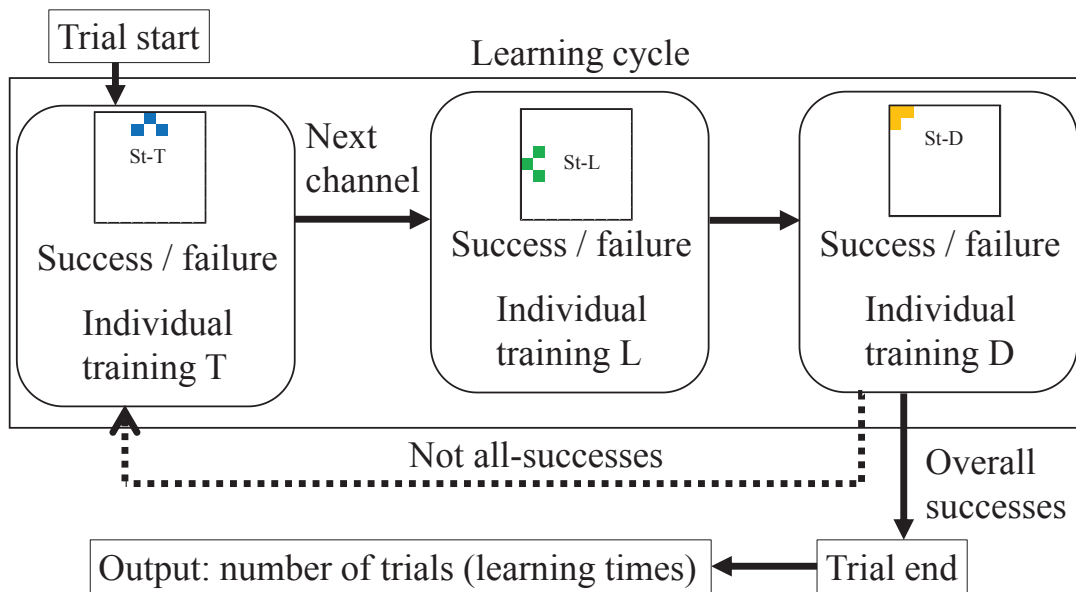 Trial start
Learning cycle
St-T
Success / failure
Individual
training T
Next
channel
St-L
Success / failure
Individual
training L
St-D
Success / failure
Individual
training D
Not all-successes
Overall
successes
Output: number of trials (learning times)
Trial end